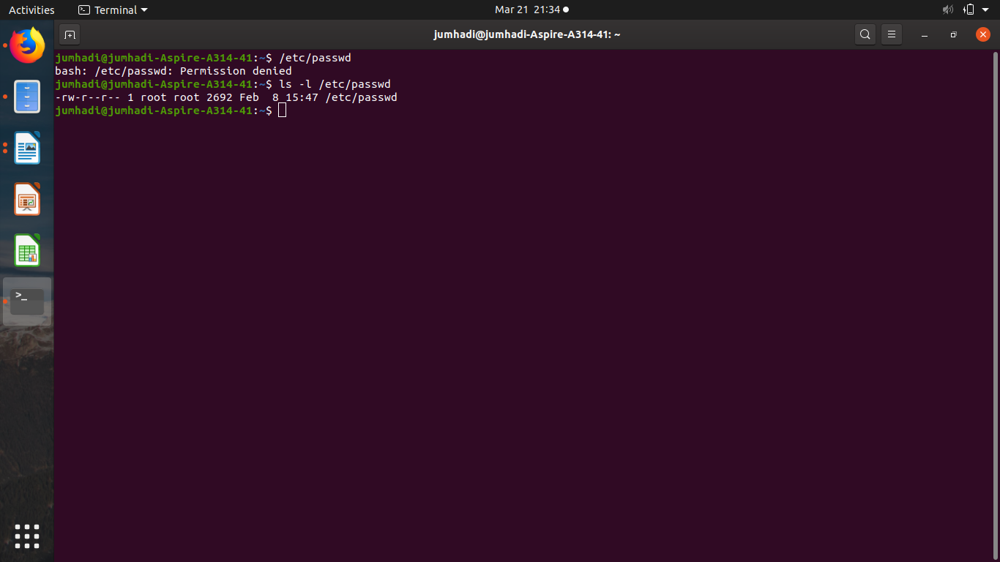 Activities
Terminal
Mar 21 21:34
jumhadi@jumhadi-Aspire-A314-41: ~
jumhadi@jumhadi-Aspire-A314-41:~$ /etc/passwd
bash: /etc/passwd: Permission denied
jumhadi@jumhadi-Aspire-A314-41:~$ ls -l /etc/passwd
-rw-r--r-- 1 root root 2692 Feb  8 15:47 /etc/passwd
jumhadi@jumhadi-Aspire-A314-41:~$
>_